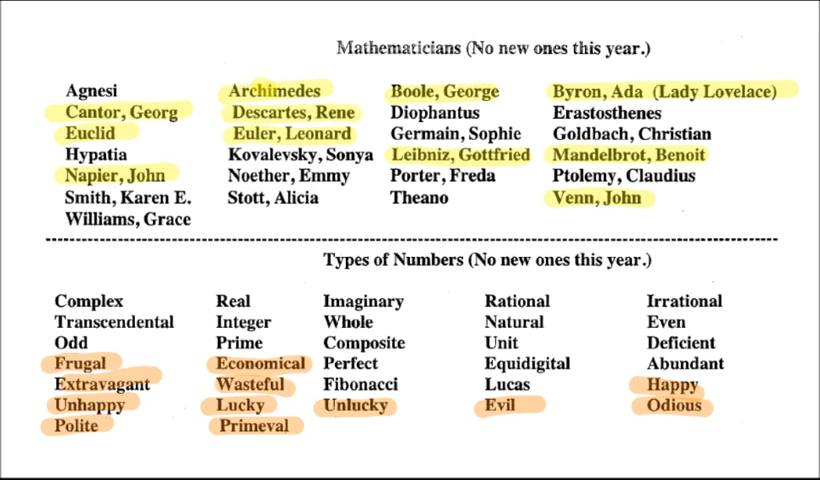 Mathematicians (No new ones this year.)
Agnesi Archimedes Boole, George Byron, Ada (Lady Lovelace)
Cantor, Georg Descartes, Rene Diophantus Erastosthenes
Euclid Euler, Leonard Germain, Sophie Goldbach, Christian
Hypatia Kovalevsky, Sonya Leibniz, Gottfried Mandelbrot, Benoit
Napier, John Noether, Emmy Porter, Freda Ptolemy, Claudius
Smith, Karen E. Stott, Alicia Theano Venn, John
Williams, Grace
Types of Numbers (No new ones this year.)
Complex Real Imaginary Rational Irrational
Transcendental Integer Whole Natural Even
Odd Prime Composite Unit Deficient
Frugal Economical Perfect Equidigital Abundant
Extravagant Wasteful Fibonacci Lucas Happy
Unhappy Lucky Unlucky Evil Odious
Polite Primeval